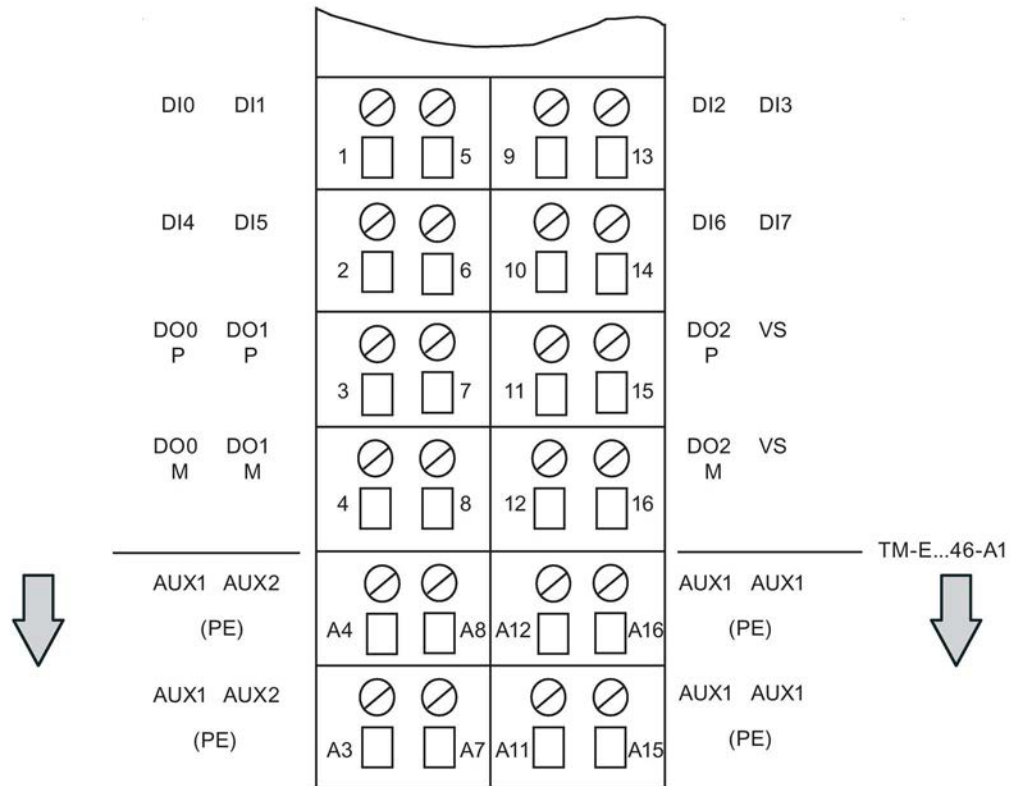 DI0 DI1 DI2 DI3
1 5 9 13
DI4 DI5 DI6 DI7
2 6 10 14
DO0 DO1 DO2 VS
P P P
3 7 11 15
DO0 DO1 DO2 VS
M M M
4 8 12 16
TM-E...46-A1
AUX1 AUX2 AUX1 AUX1
(PE) A4 A8 A12 A16 (PE)
AUX1 AUX2 AUX1 AUX1
(PE) A3 A7 A11 A15 (PE)